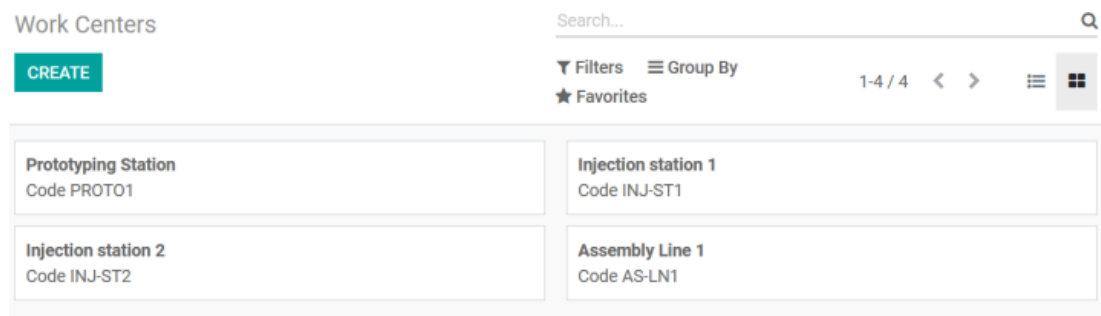 Work Centers
Search...
CREATE
Filters Group By
Favorites
1-4 / 4
Prototyping Station
Code PROTO1
Injection station 1
Code INJ-ST1
Injection station 2
Code INJ-ST2
Assembly Line 1
Code AS-LN1